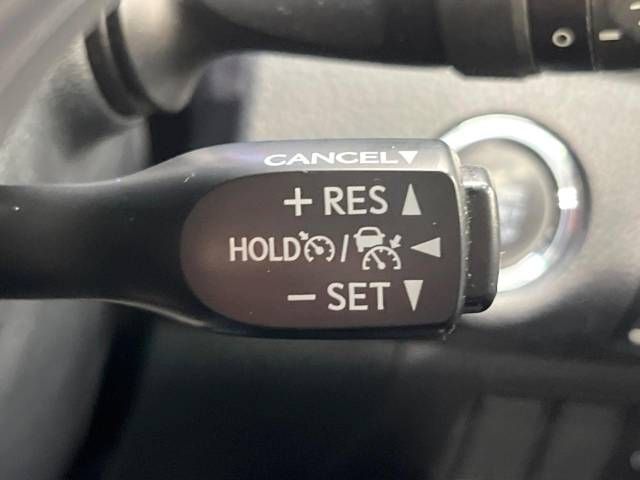 CANCEL▼
+ RES ▲
HOLD / ◀
− SET ▼